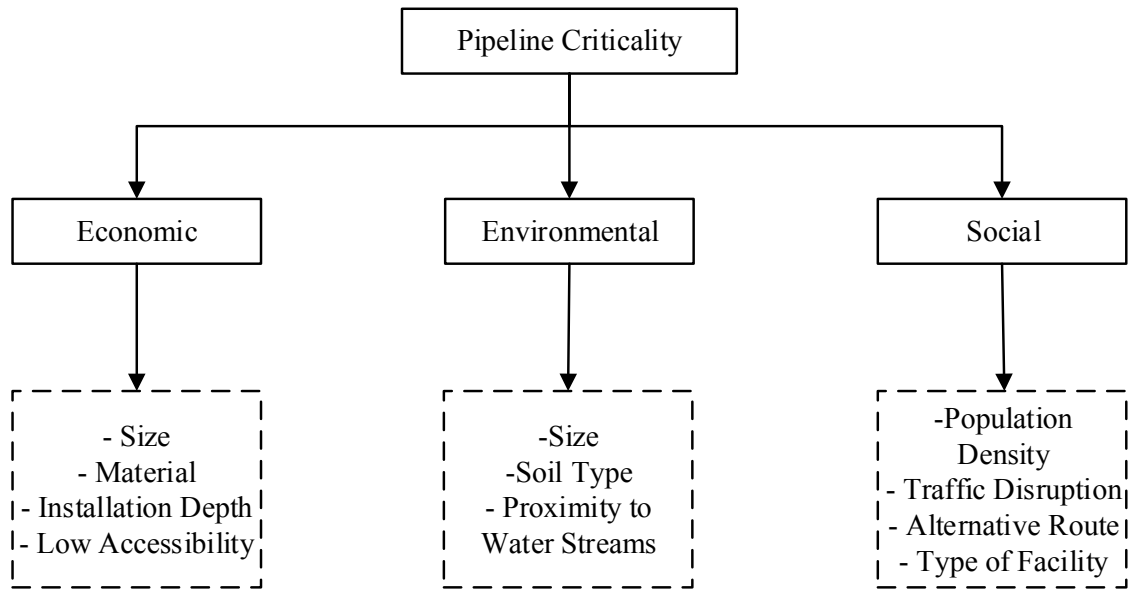 Pipeline Criticality
Economic
Environmental
Social
- Size
- Material
- Installation Depth
- Low Accessibility
-Size
-Soil Type
- Proximity to
Water Streams
-Population
Density
- Traffic Disruption
- Alternative Route
- Type of Facility